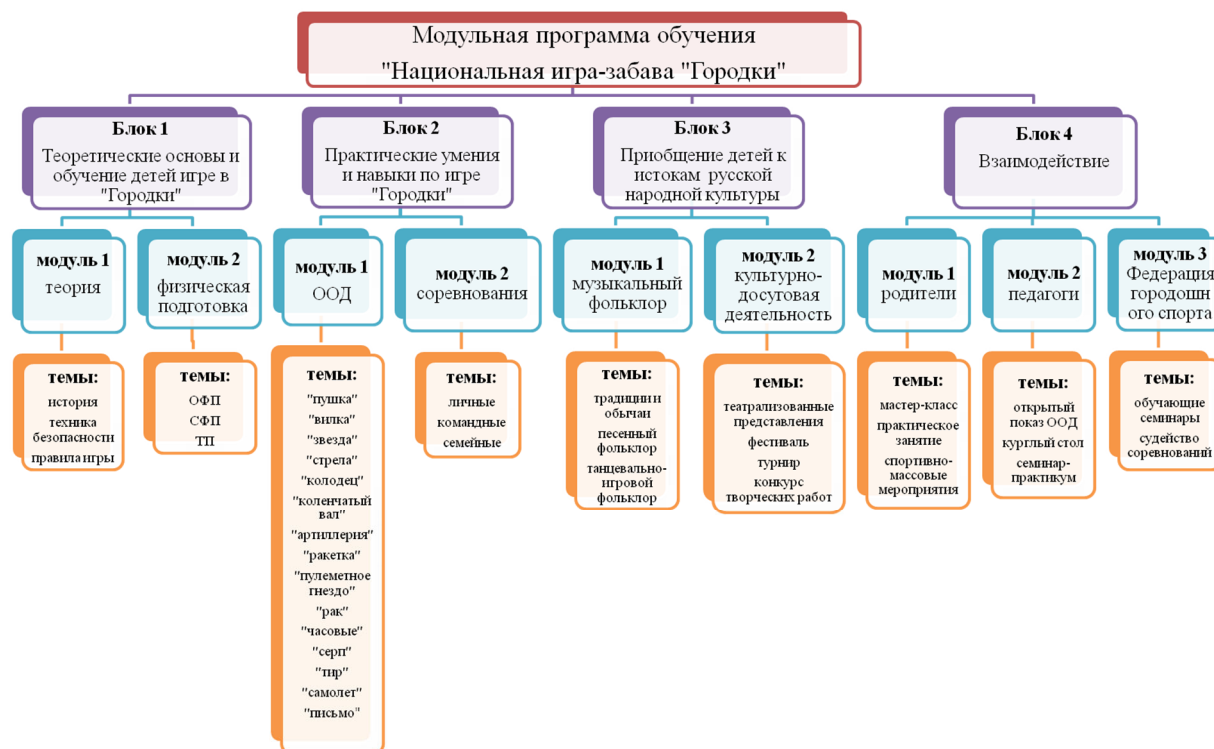 Модульная программа обучения
"Национальная игра-забава "Городки"
Блок 1
Теоретические основы и
обучение детей игре в
"Городки"
Блок 2
Практические умения
и навыки по игре
"Городки"
Блок 3
Приобщение детей к
истокам русской
народной культуры
Блок 4
Взаимодействие
модуль 1
теория
модуль 2
физическая
подготовка
модуль 1
ООД
модуль 2
соревнования
модуль 1
музыкальный
фольклор
модуль 2
культурно-
досуговая
деятельность
модуль 1
родители
модуль 2
педагоги
модуль 3
Федерация
городошн
ого спорта
темы:
история
техника
безопасности
правила игры
темы:
ОФП
СФП
ТП
темы:
"пушка"
"вилка"
"звезда"
"стрела"
"колодец"
"коленчатый
вал"
"артиллерия"
"ракетка"
"пулеметное
гнездо"
"рак"
"часовые"
"серп"
"тир"
"самолет"
"письмо"
темы:
личные
командные
семейные
темы:
традиции и
обычаи
песенный
фольклор
танцевально-
игровой
фольклор
темы:
театрализованные
представления
фестиваль
турнир
конкурс
творческих работ
темы:
мастер-класс
практическое
занятие
спортивно-
массовые
мероприятия
темы:
открытый
показ ООД
курглый стол
семинар-
практикум
темы:
обучающие
семинары
судейство
соревнований